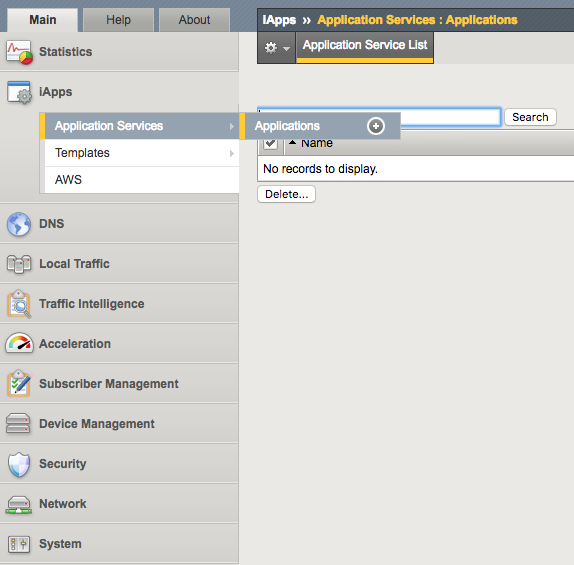 Main
Help
About
iApps ›› Application Services : Applications
Application Service List
Statistics
iApps
Application Services
Applications
Search
Templates
Name
AWS
No records to display.
Delete...
DNS
Local Traffic
Traffic Intelligence
Acceleration
Subscriber Management
Device Management
Security
Network
System